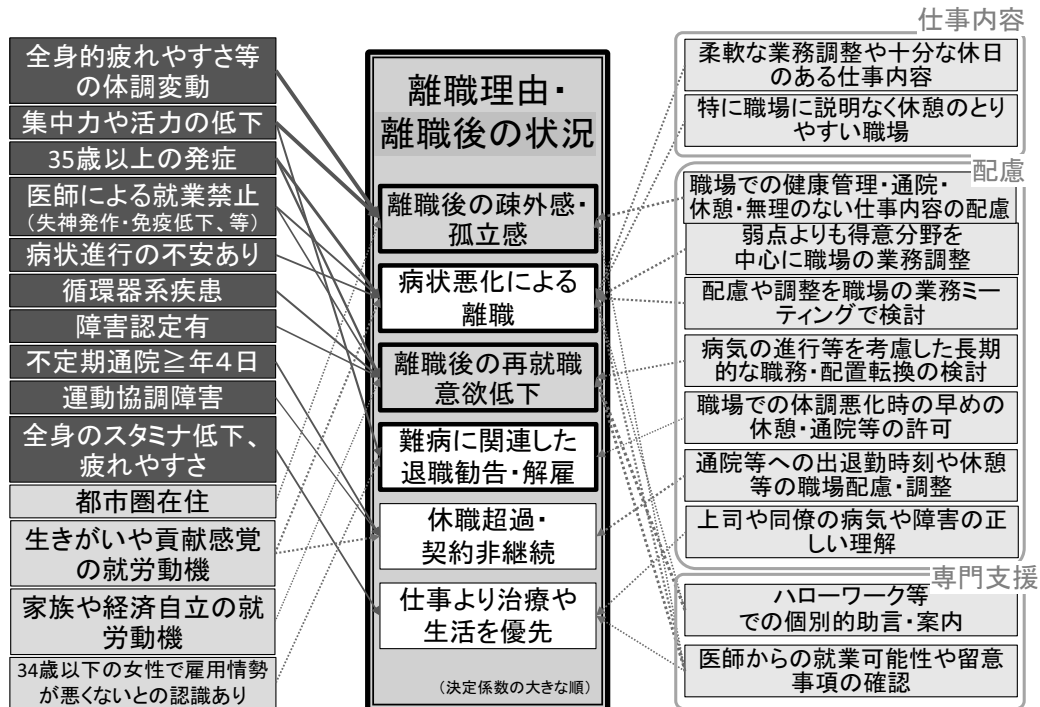 全身的疲れやすさ等
の体調変動
集中力や活力の低下
35歳以上の発症
医師による就業禁止
(失神発作・免疫低下、等)
病状進行の不安あり
循環器系疾患
障害認定有
不定期通院≧年４日
運動協調障害
全身のスタミナ低下、
疲れやすさ
都市圏在住
生きがいや貢献感覚
の就労動機
家族や経済自立の就
労動機
34歳以下の女性で雇用情勢
が悪くないとの認識あり
離職理由・
離職後の状況
離職後の疎外感・
孤立感
病状悪化による
離職
離職後の再就職
意欲低下
難病に関連した
退職勧告・解雇
休職超過・
契約非継続
仕事より治療や
生活を優先
(決定係数の大きな順)
仕事内容
柔軟な業務調整や十分な休日
のある仕事内容
特に職場に説明なく休憩のとり
やすい職場
配慮
職場での健康管理・通院・
休憩・無理のない仕事内容の配慮
弱点よりも得意分野を
中心に職場の業務調整
配慮や調整を職場の業務ミー
ティングで検討
病気の進行等を考慮した長期
的な職務・配置転換の検討
職場での体調悪化時の早めの
休憩・通院等の許可
通院等への出退勤時刻や休憩
等の職場配慮・調整
上司や同僚の病気や障害の正
しい理解
専門支援
ハローワーク等
での個別的助言・案内
医師からの就業可能性や留意
事項の確認